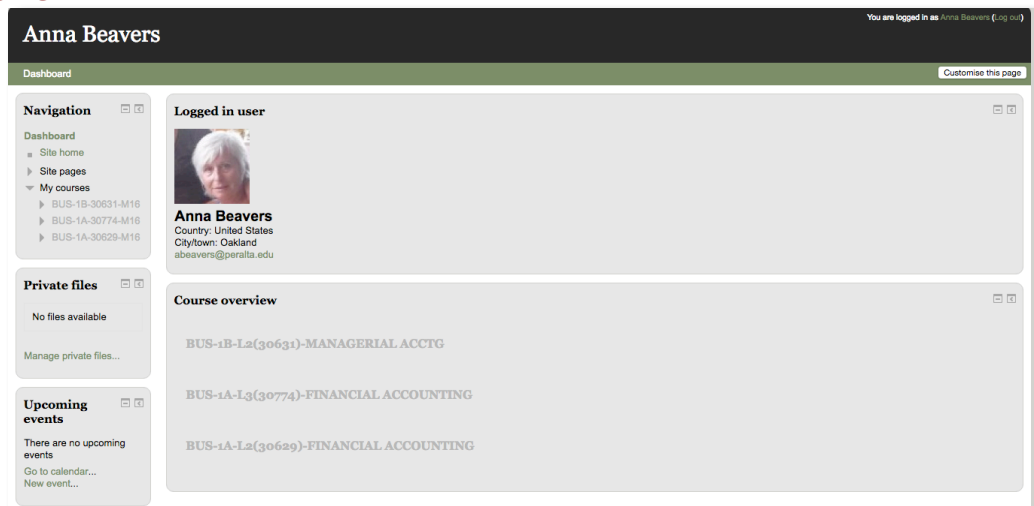 You are logged in as Anna Beavers (Log out)
Anna Beavers
Dashboard
Customise this page
Navigation
Dashboard
Site home
Site pages
My courses
BUS-1B-30631-M16
BUS-1A-30774-M16
BUS-1A-30629-M16
Private files
No files available
Manage private files...
Upcoming
events
There are no upcoming
events
Go to calendar...
New event...
Logged in user
Anna Beavers
Country: United States
City/town: Oakland
abeavers@peralta.edu
Course overview
BUS-1B-L2(30631)-MANAGERIAL ACCTG
BUS-1A-L3(30774)-FINANCIAL ACCOUNTING
BUS-1A-L2(30629)-FINANCIAL ACCOUNTING